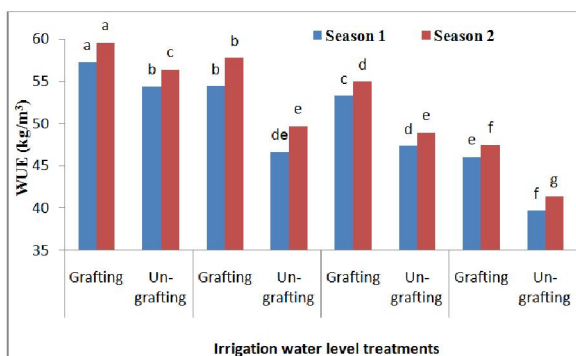 Season 1 Season 2
WUE (kg/m³)
60
55
50
45
40
35
a a b c b b de e c d d e e f f g
Grafting Un-grafting Grafting Un-grafting Grafting Un-grafting Grafting Un-grafting
Irrigation water level treatments